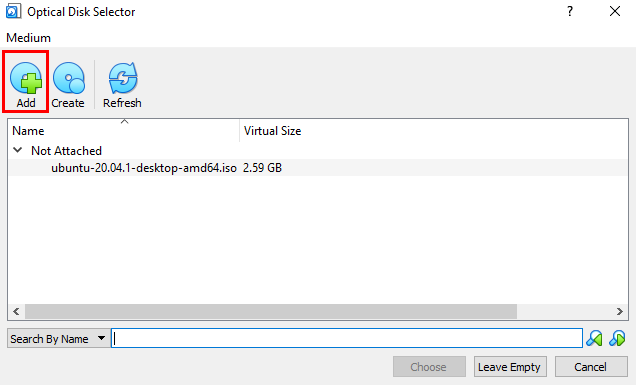 Optical Disk Selector
?
Medium
Add Create Refresh
Name Virtual Size
Not Attached
ubuntu-20.04.1-desktop-amd64.iso 2.59 GB
Search By Name
Choose Leave Empty Cancel